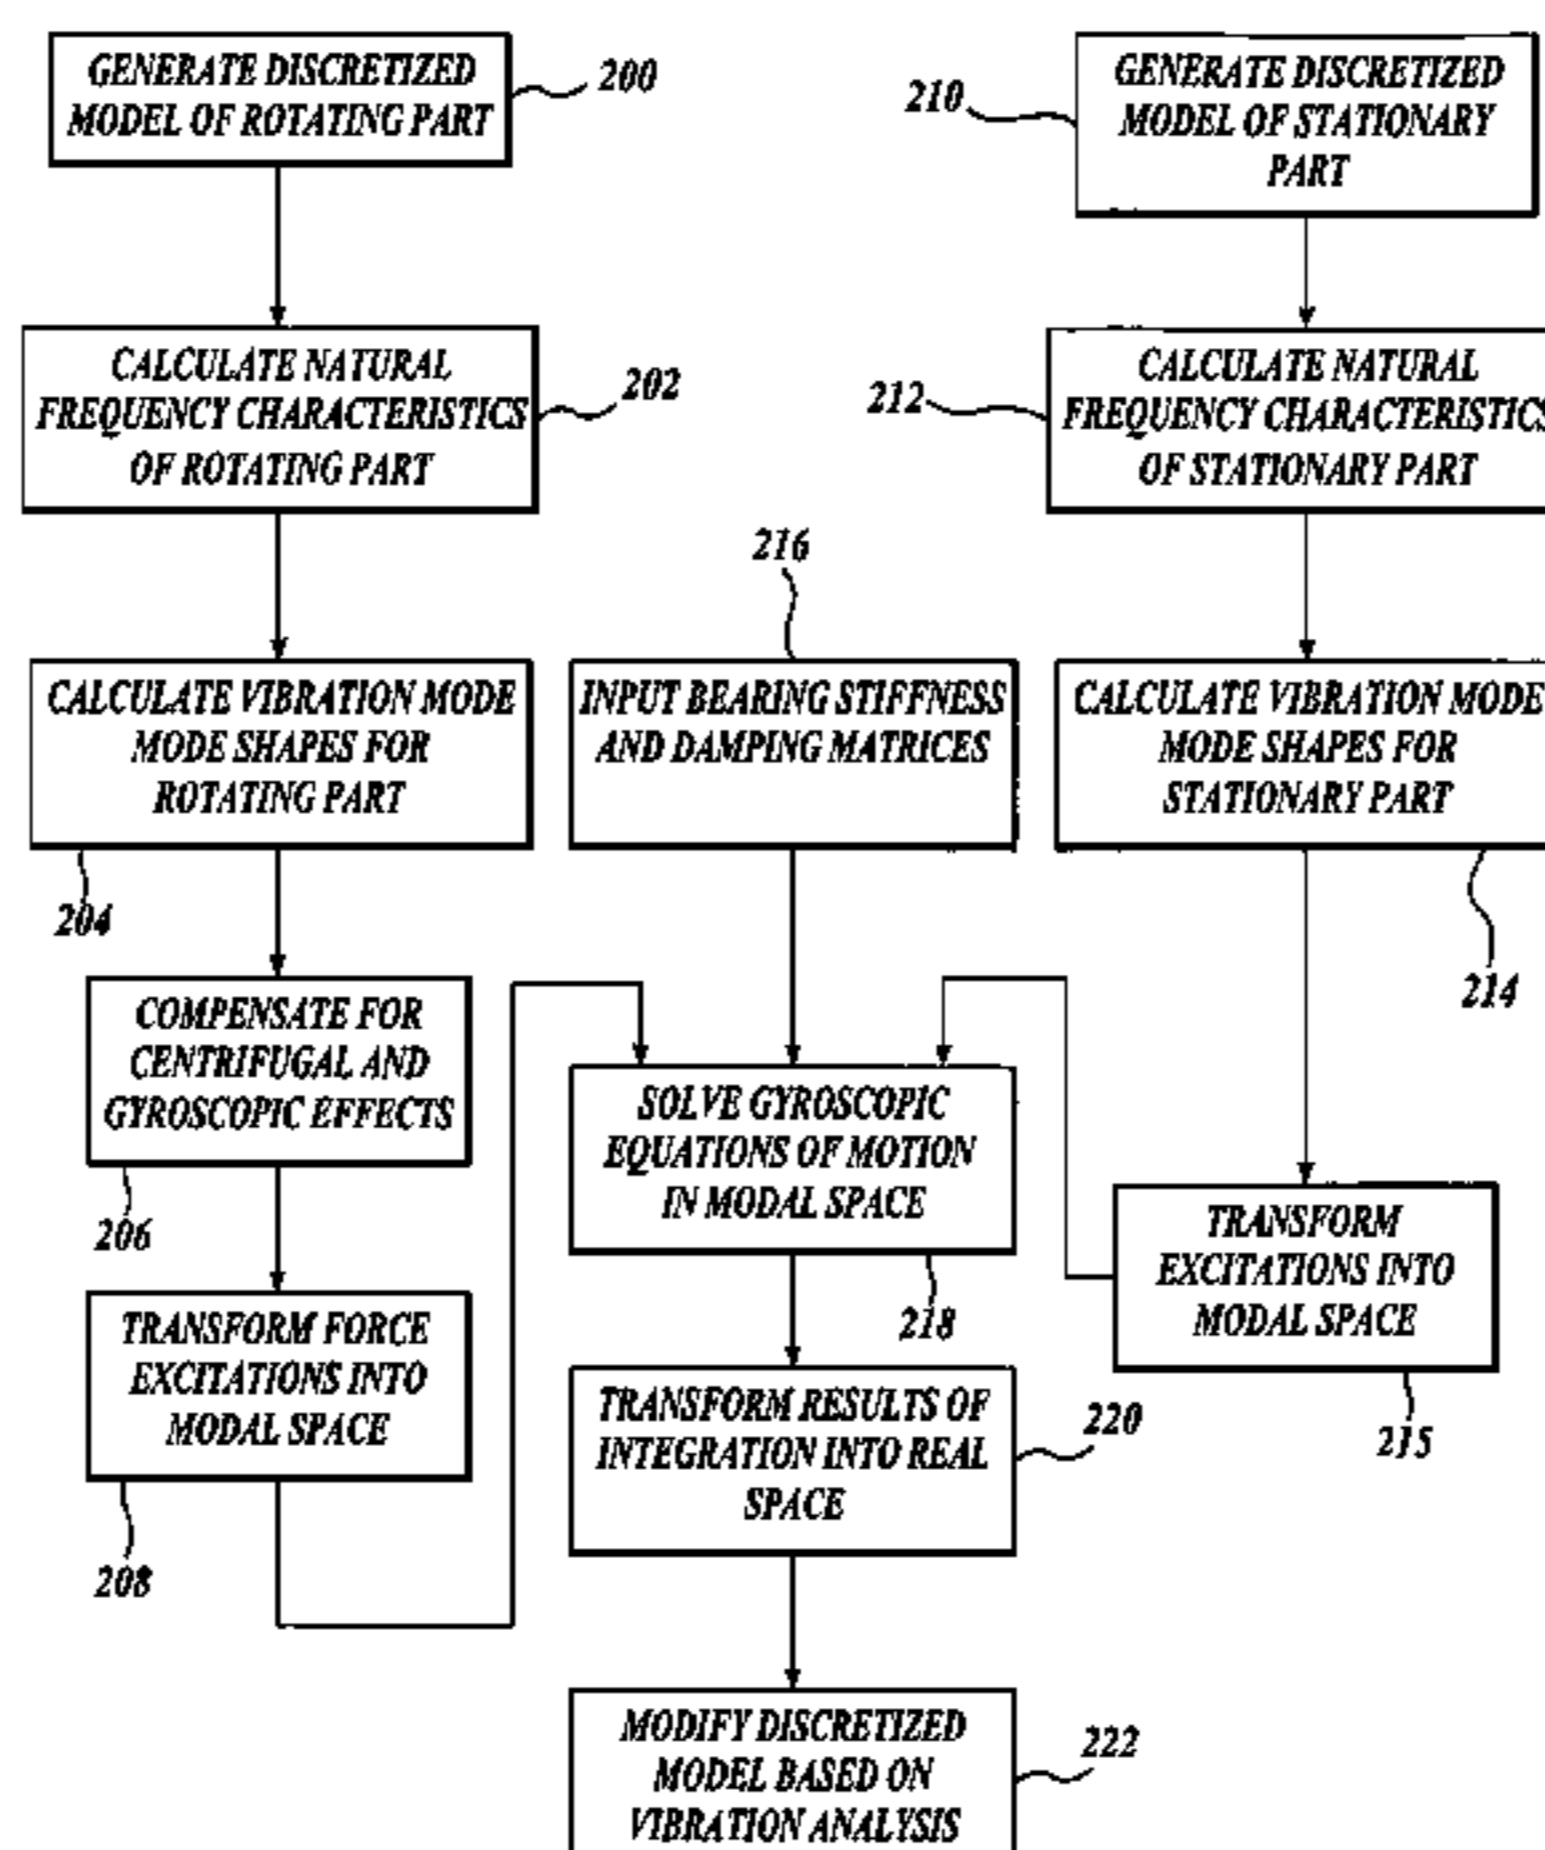 GENERATE DISCRETIZED
MODEL OF ROTATING PART
200
210
GENERATE DISCRETIZED
MODEL OF STATIONARY
PART
CALCULATE NATURAL
FREQUENCY CHARACTERISTICS
OF ROTATING PART
202
212
CALCULATE NATURAL
FREQUENCY CHARACTERISTICS
OF STATIONARY PART
216
CALCULATE VIBRATION MODE
MODE SHAPES FOR
ROTATING PART
204
INPUT BEARING STIFFNESS
AND DAMPING MATRICES
CALCULATE VIBRATION MODE
MODE SHAPES FOR
STATIONARY PART
214
COMPENSATE FOR
CENTRIFUGAL AND
GYROSCOPIC EFFECTS
206
SOLVE GYROSCOPIC
EQUATIONS OF MOTION
IN MODAL SPACE
218
TRANSFORM
EXCITATIONS INTO
MODAL SPACE
215
TRANSFORM FORCE
EXCITATIONS INTO
MODAL SPACE
208
TRANSFORM RESULTS OF
INTEGRATION INTO REAL
SPACE
220
MODIFY DISCRETIZED
MODEL BASED ON
VIBRATION ANALYSIS
222